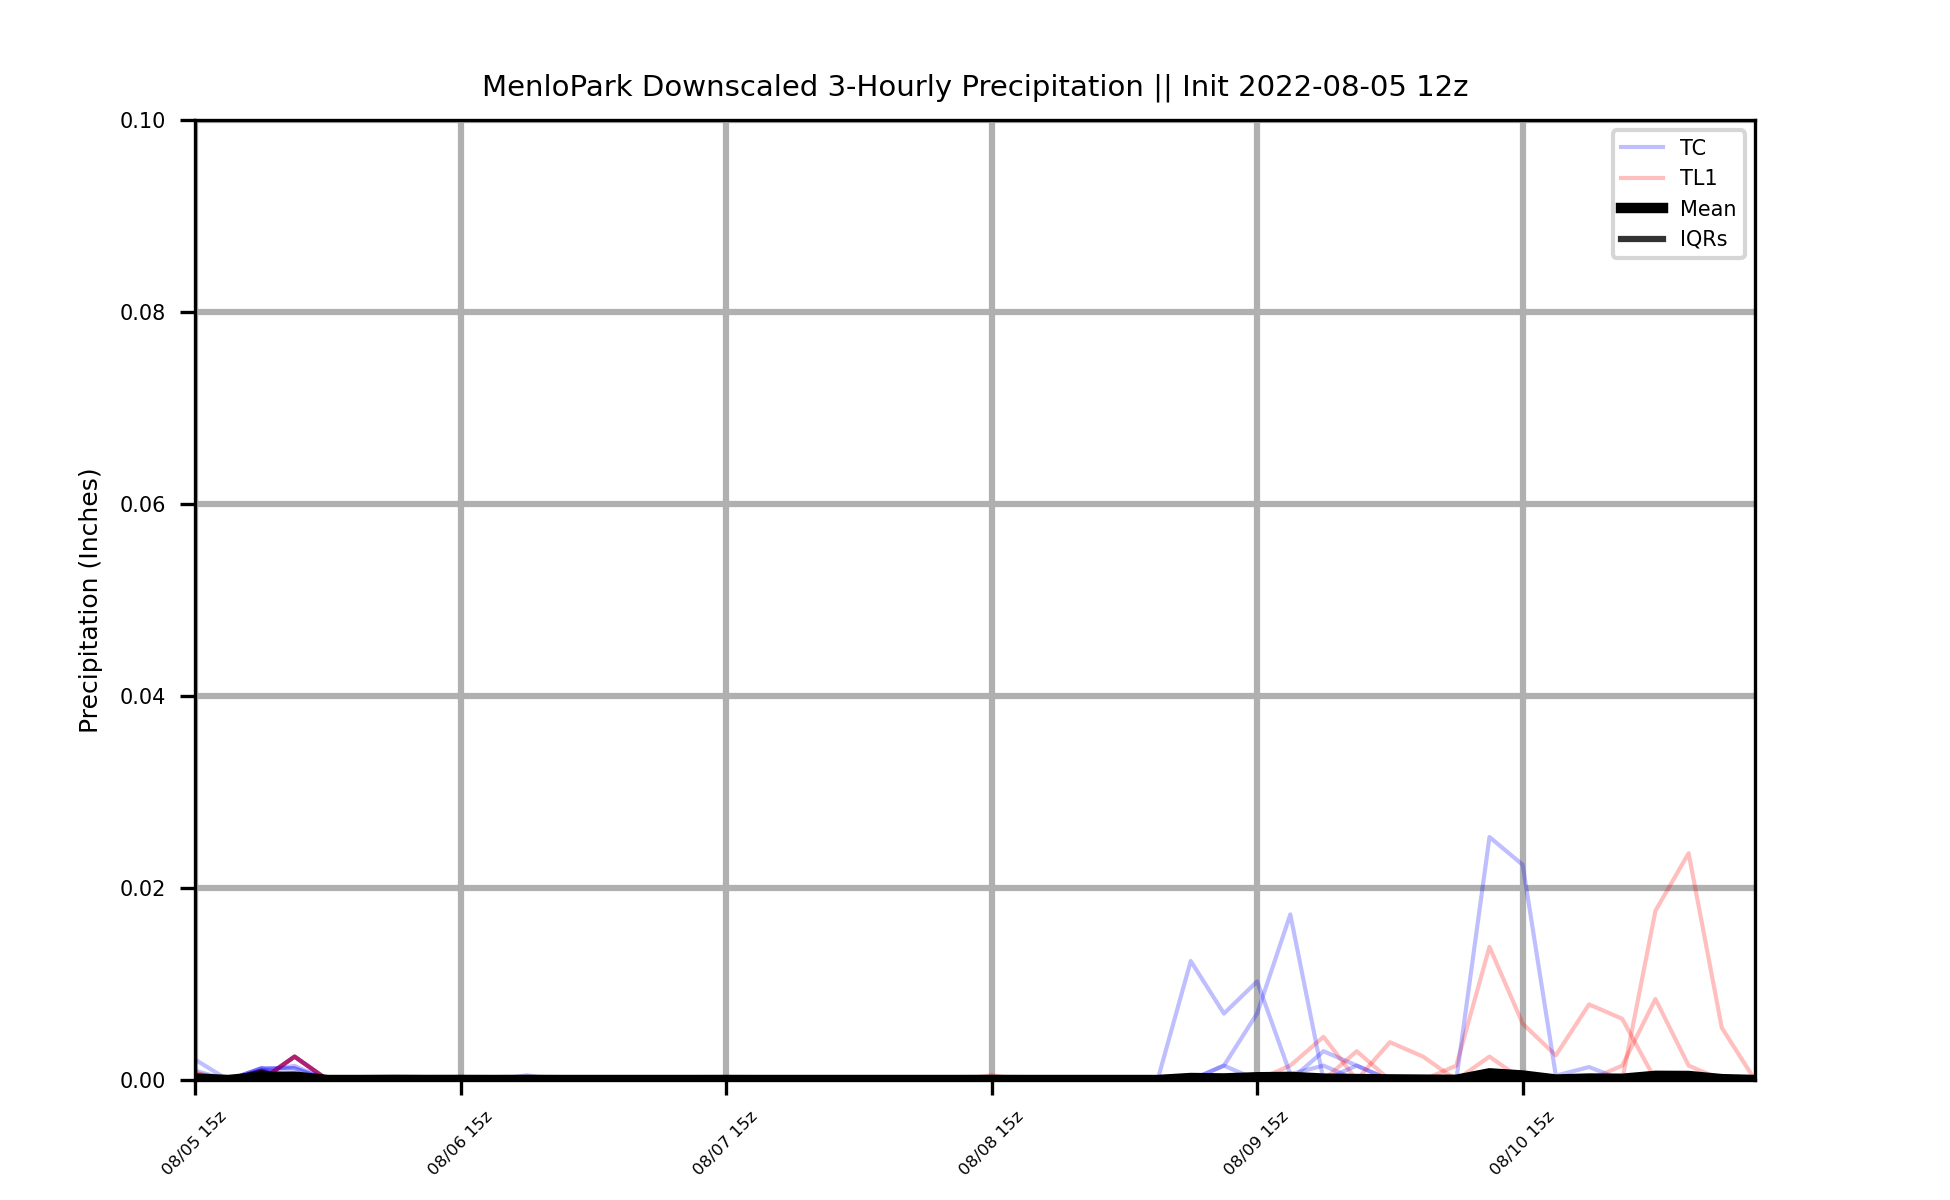 MenloPark Downscaled 3-Hourly Precipitation || Init 2022-08-05 12z
TC
TL1
Mean
IQRs
Precipitation (Inches)
0.10
0.08
0.06
0.04
0.02
0.00
08/05 15z
08/06 15z
08/07 15z
08/08 15z
08/09 15z
08/10 15z